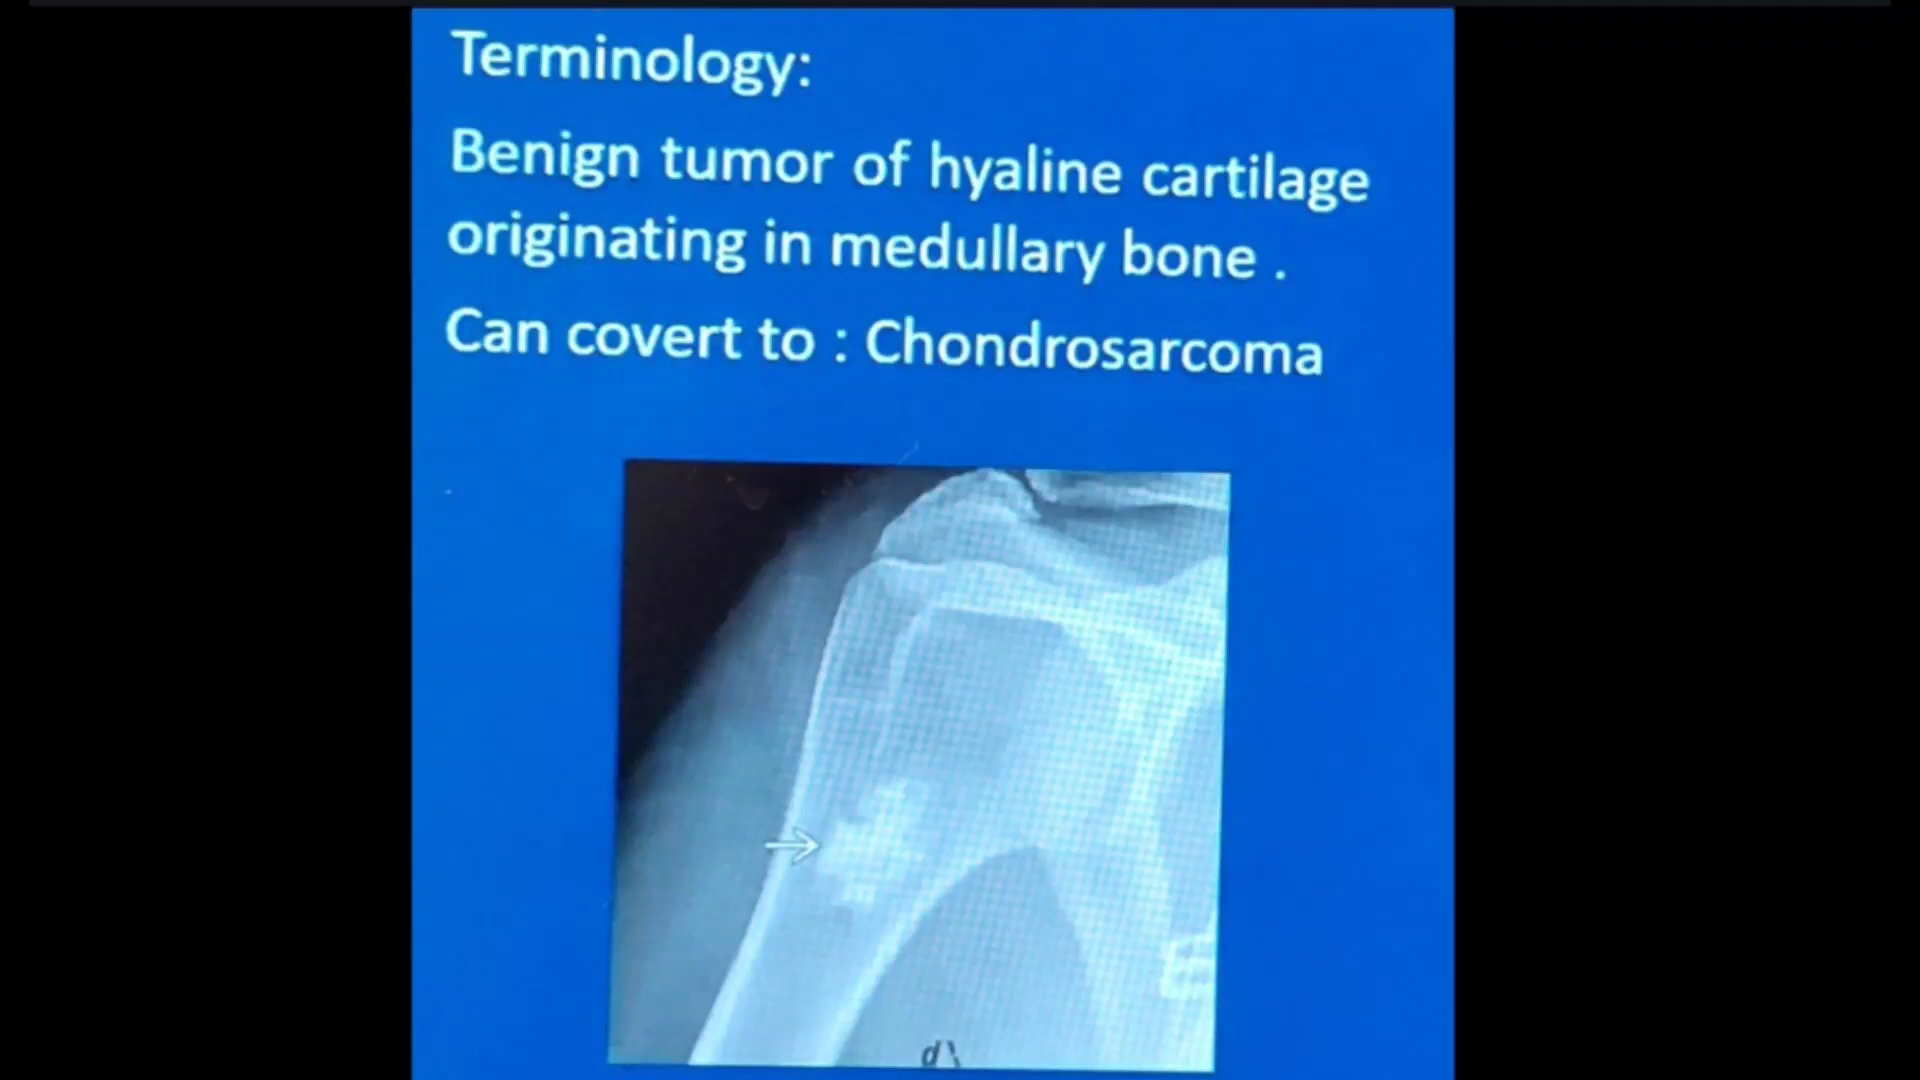 Terminology:
Benign tumor of hyaline cartilage
originating in medullary bone .
Can covert to : Chondrosarcoma